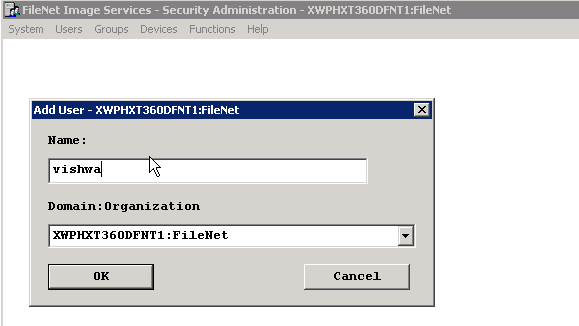 FileNet Image Services - Security Administration - XWPHXT360DFNT1:FileNet
System Users Groups Devices Functions Help
Add User - XWPHXT360DFNT1:FileNet
Name:
vishwa
Domain:Organization
XWPHXT360DFNT1:FileNet
OK Cancel